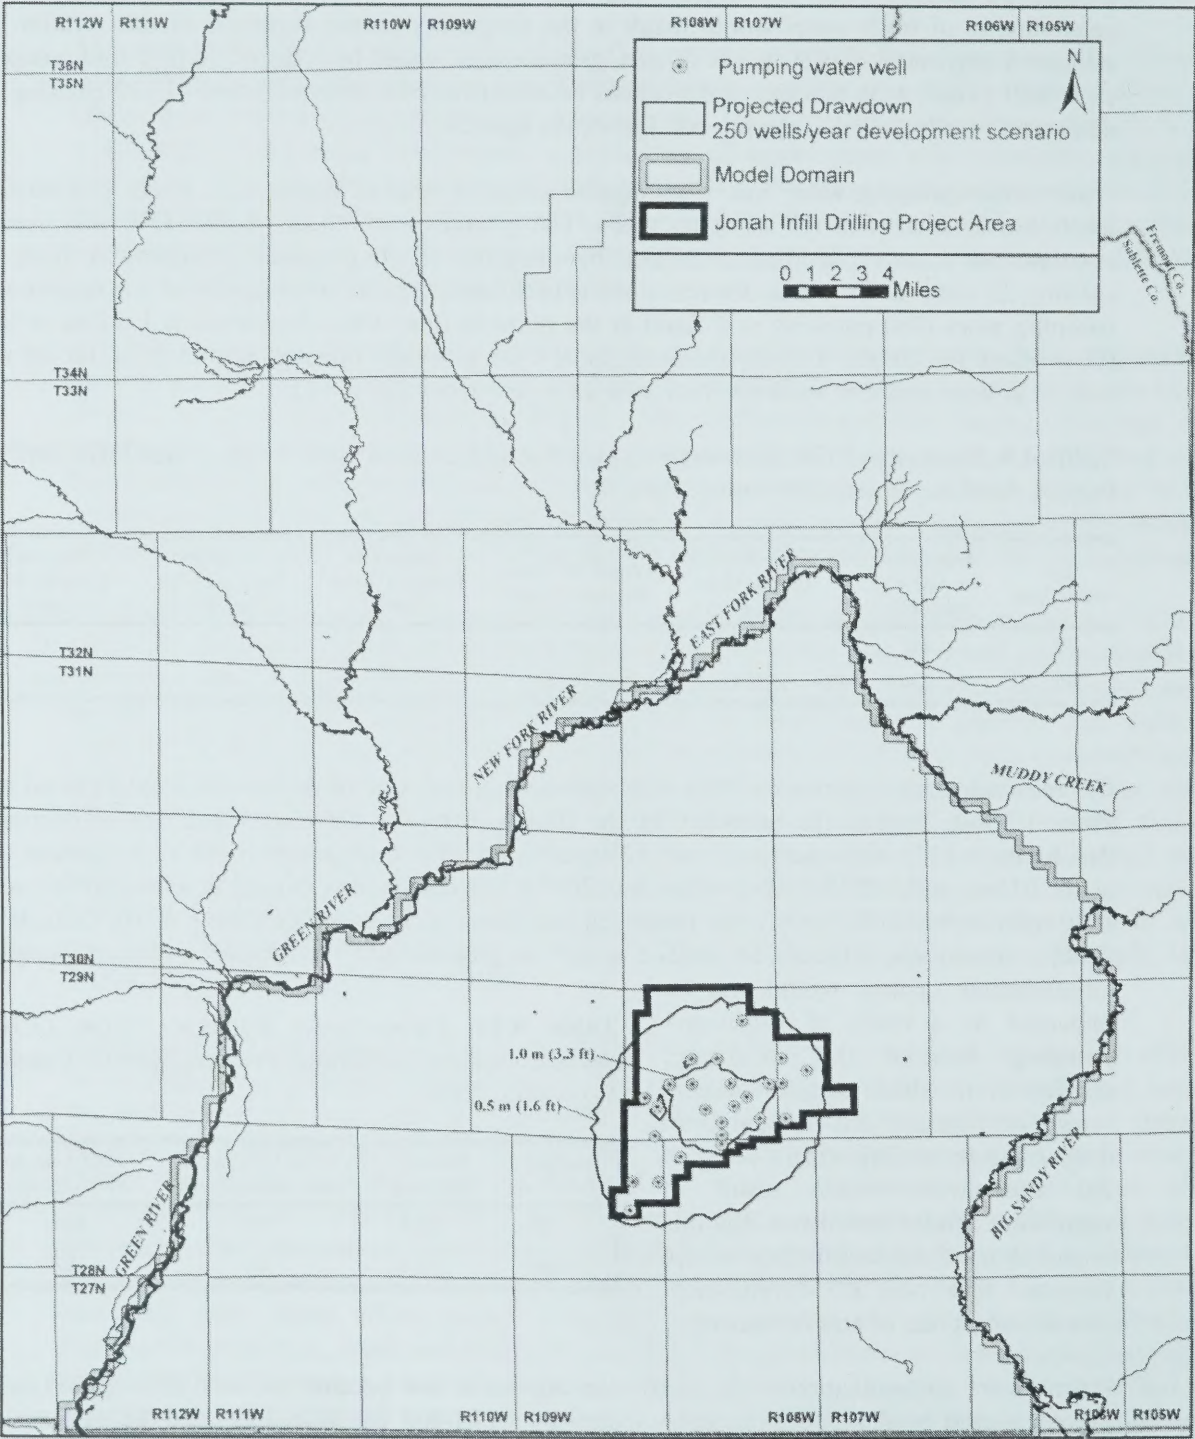 R112W R111W R110W R109W R108W R107W R106W R105W
T36N
T35N
Pumping water well
N
Projected Drawdown
250 wells/year development scenario
Model Domain
Jonah Infill Drilling Project Area
0 1 2 3 4
Miles
Fremont Co.
Sublette Co.
T34N
T33N
EAST FORK RIVER
T32N
T31N
NEW FORK RIVER
MUDDY CREEK
GREEN RIVER
T30N
T29N
1.0 m (3.3 ft)
0.5 m (1.6 ft)
BIG SANDY RIVER
GREEN RIVER
T28N
T27N
R112W R111W R110W R109W R108W R107W R106W R105W